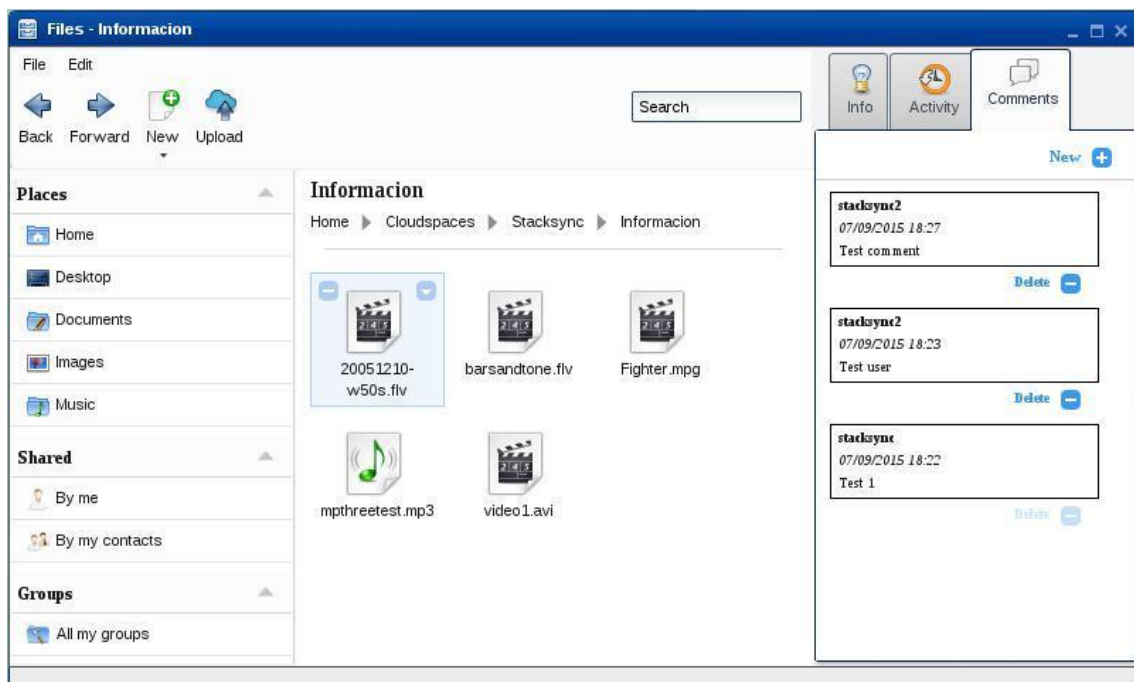 Files - Informacion
File Edit
Back Forward New Upload
Search
Info Activity Comments
Places
Home
Desktop
Documents
Images
Music
Shared
By me
By my contacts
Groups
All my groups
Informacion
Home Cloudspaces Stacksync Informacion
20051210-
w50s.flv
barsandtone.flv
Fighter.mpg
mpthreetest.mp3
video1.avi
New
stacksync2
07/09/2015 18:27
Test comment
Delete
stacksync2
07/09/2015 18:23
Test user
Delete
stacksync
07/09/2015 18:22
Test 1
Delete